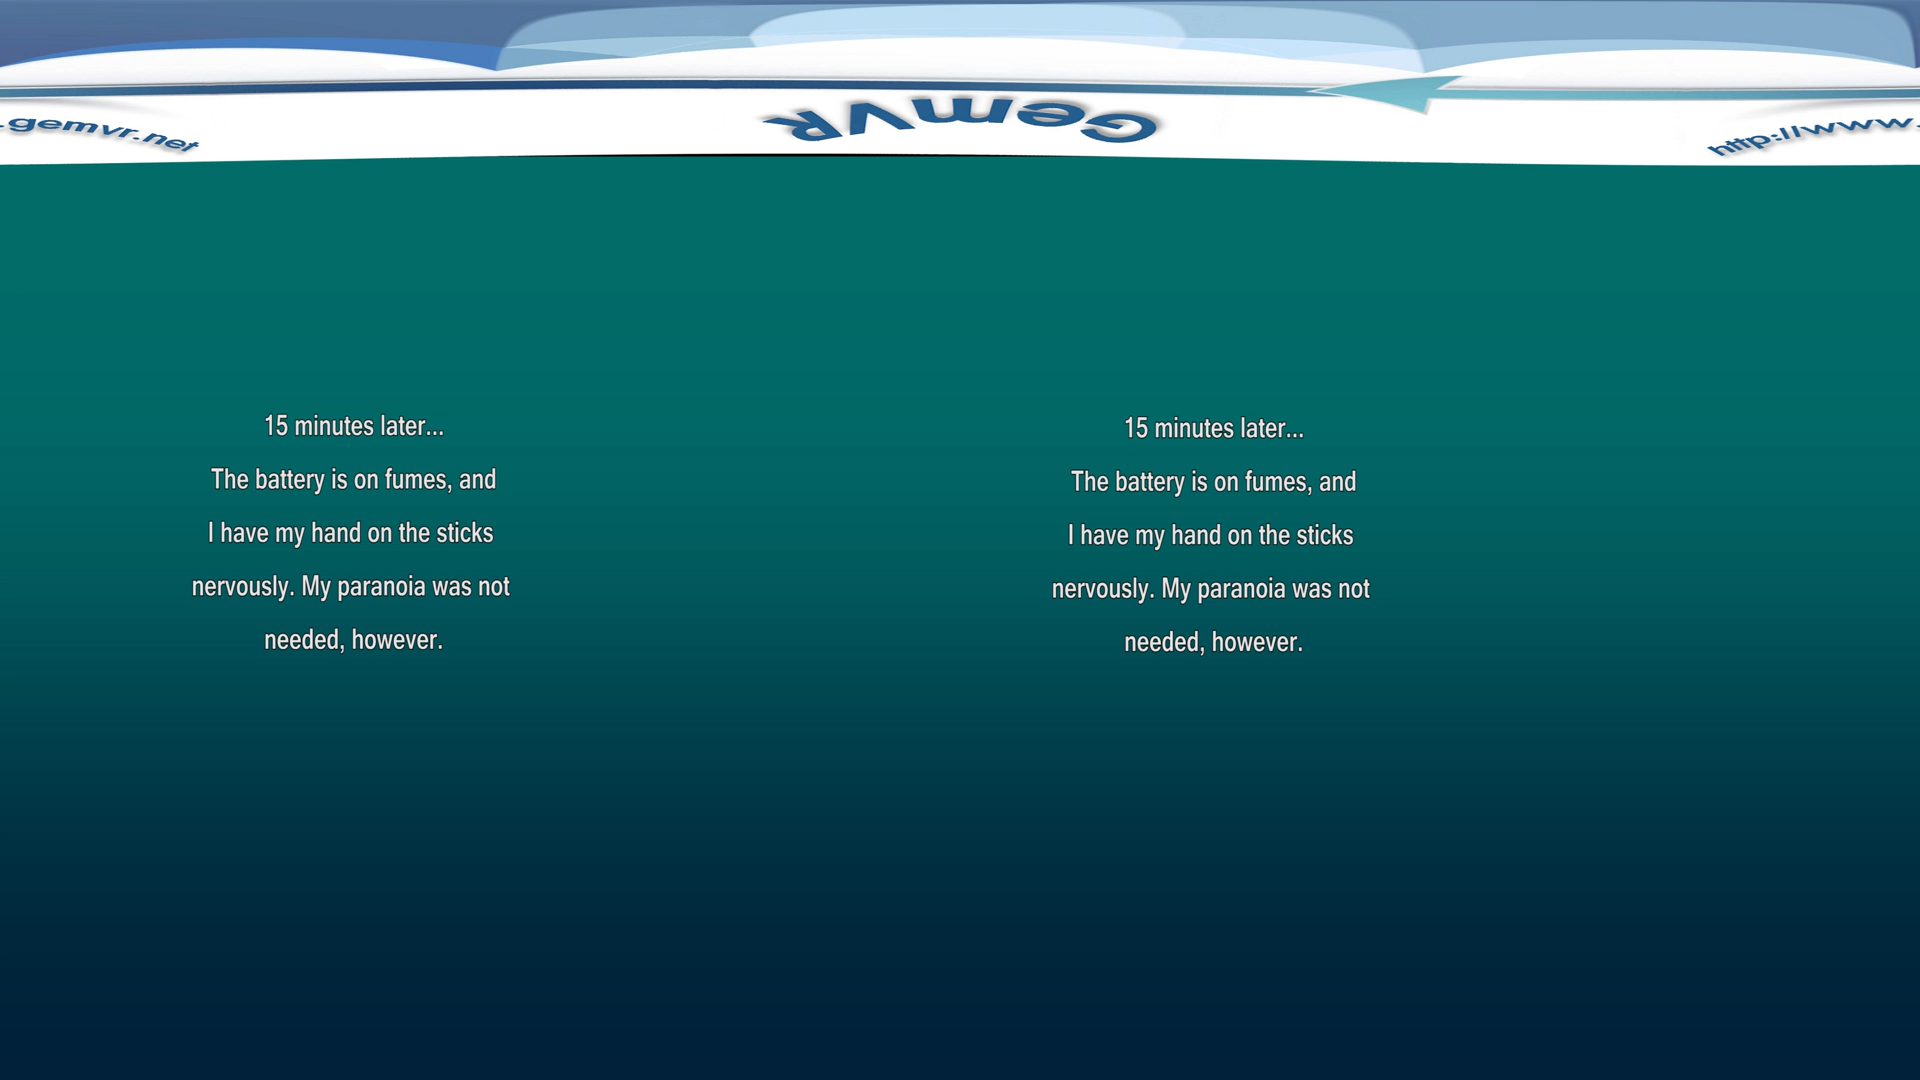 GemVR
.gemvr.net
http://www.
15 minutes later...
The battery is on fumes, and
I have my hand on the sticks
nervously. My paranoia was not
needed, however.
15 minutes later...
The battery is on fumes, and
I have my hand on the sticks
nervously. My paranoia was not
needed, however.